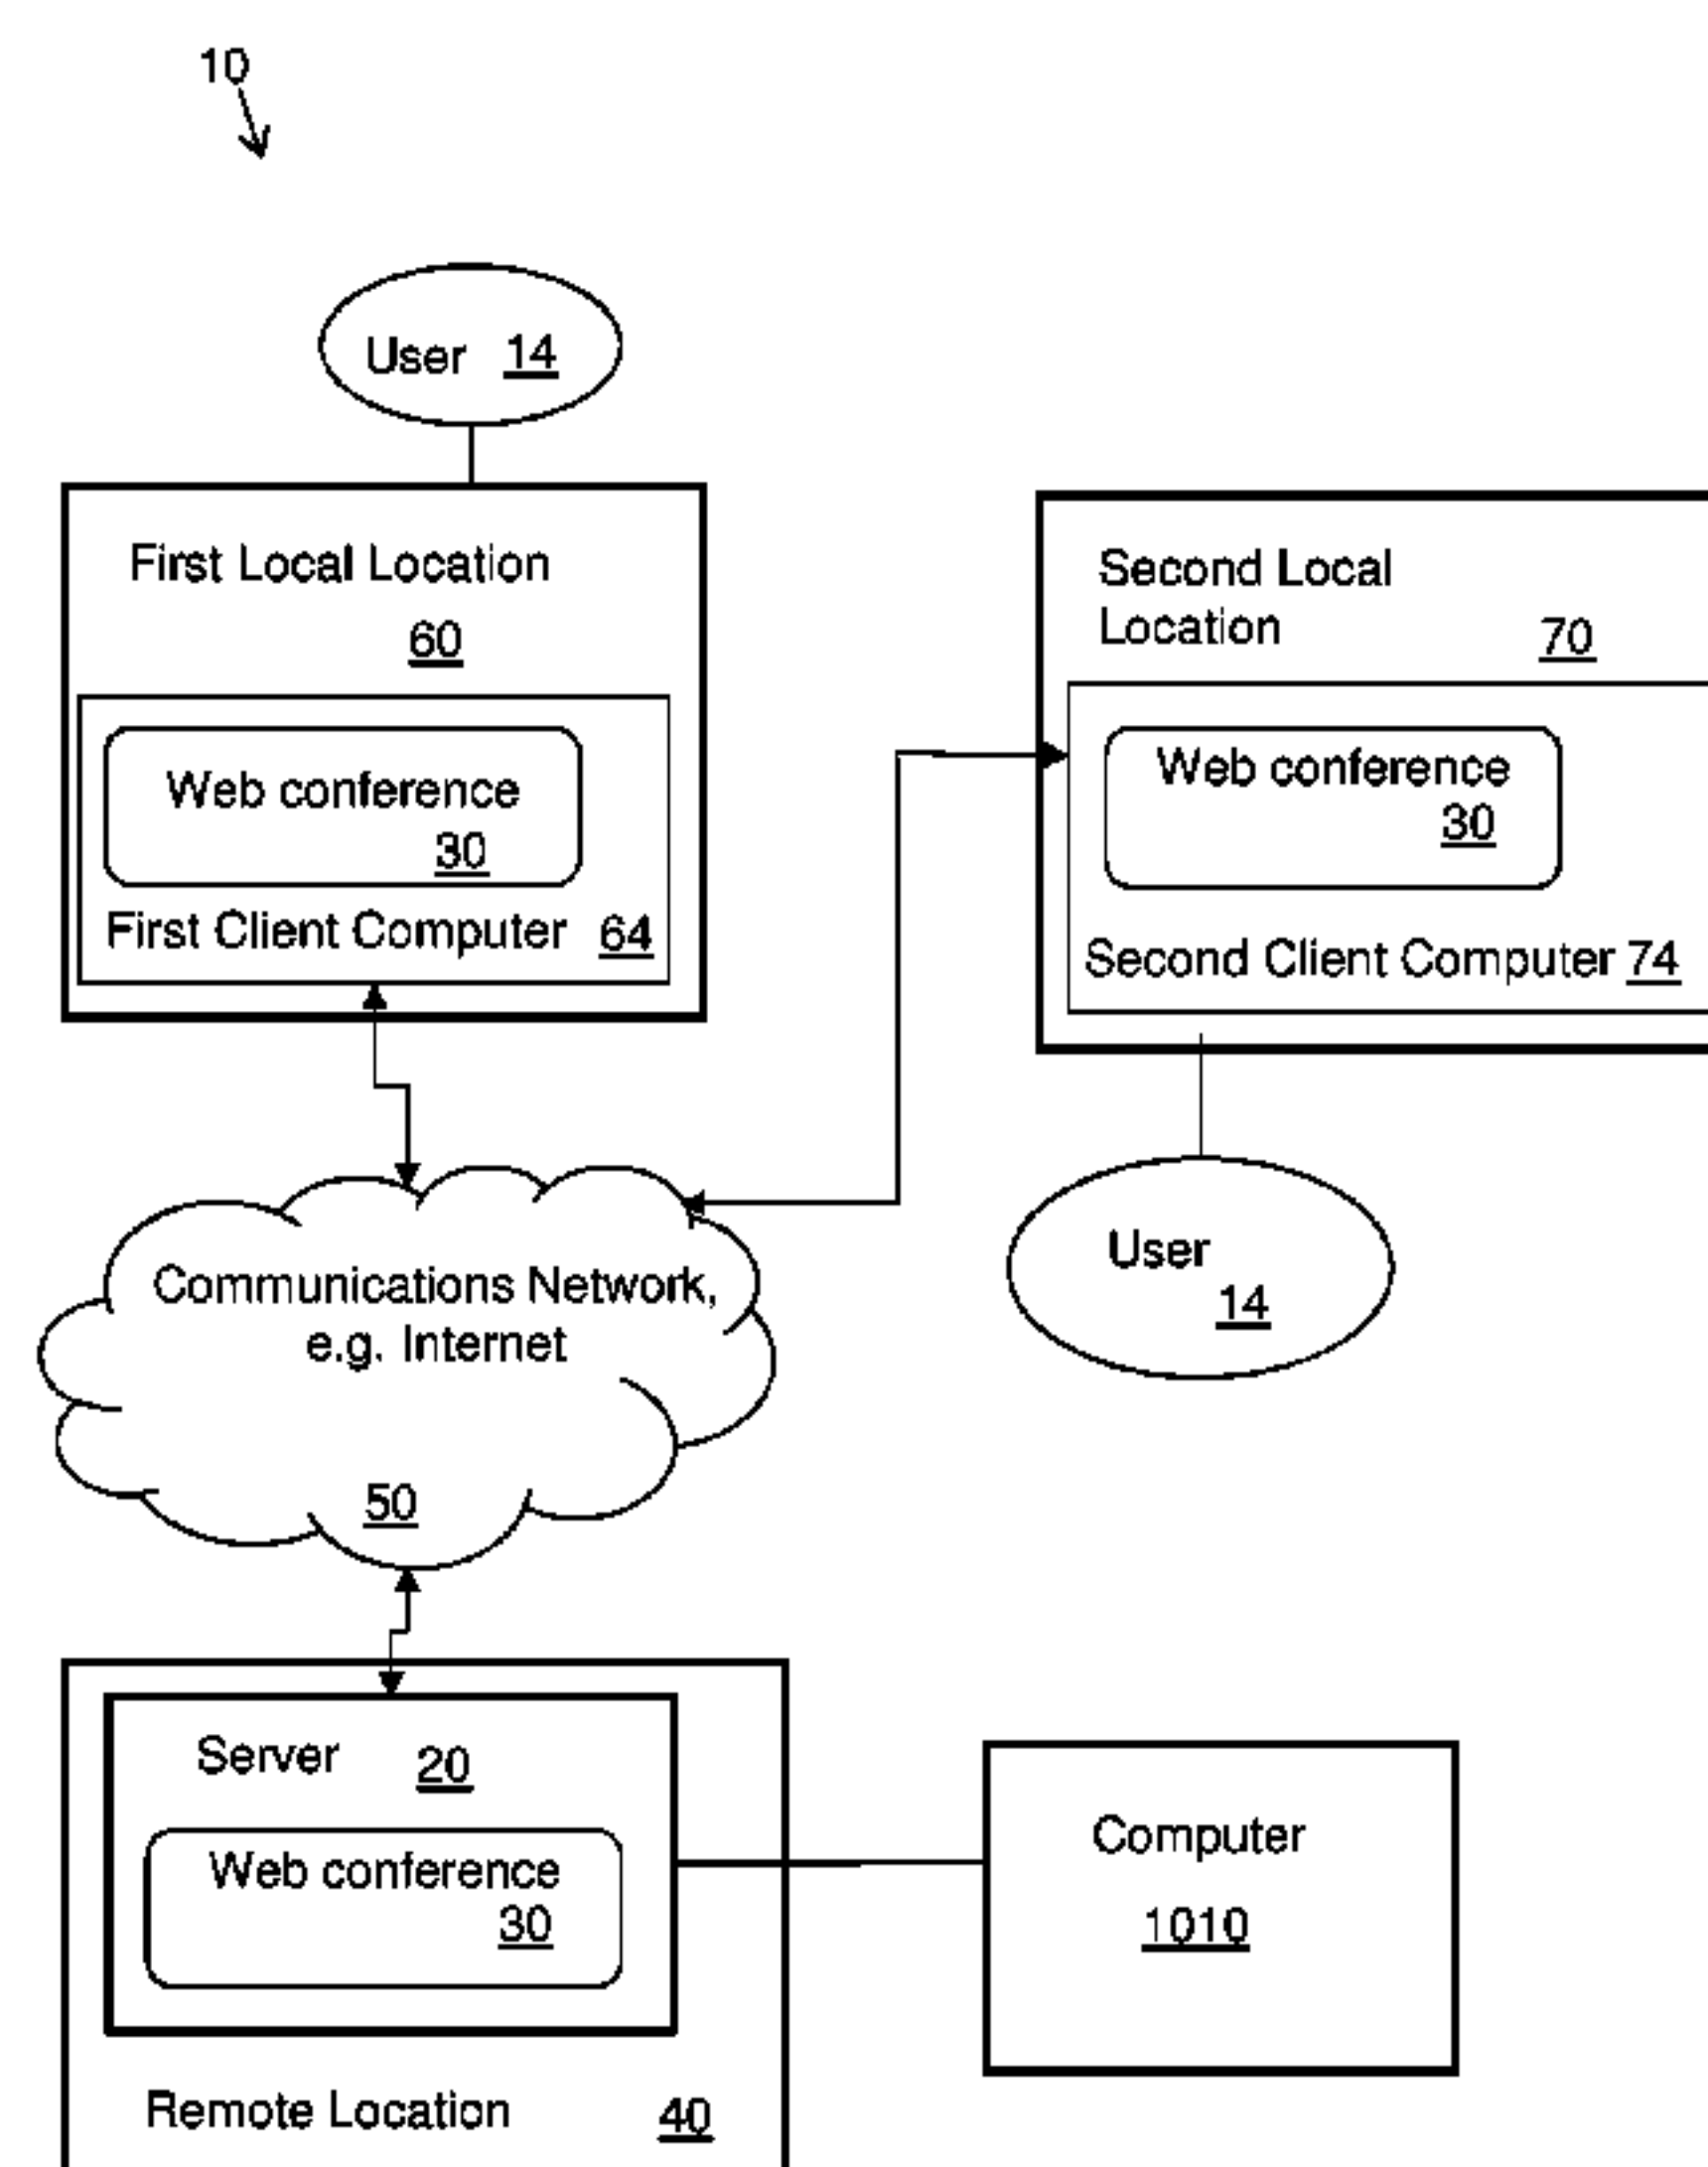 10
User 14
First Local Location
60
Web conference
30
First Client Computer 64
Second Local
Location 70
Web conference
30
Second Client Computer 74
User
14
Communications Network,
e.g. Internet
50
Server 20
Web conference
30
Remote Location 40
Computer
1010